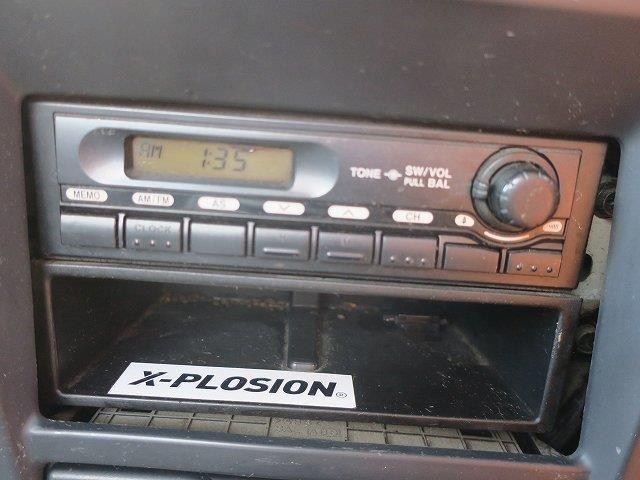 AM 1:35
TONE SW/VOL
PULL BAL
MEMO AM/FM AS CH
CLOCK
X-PLOSION®